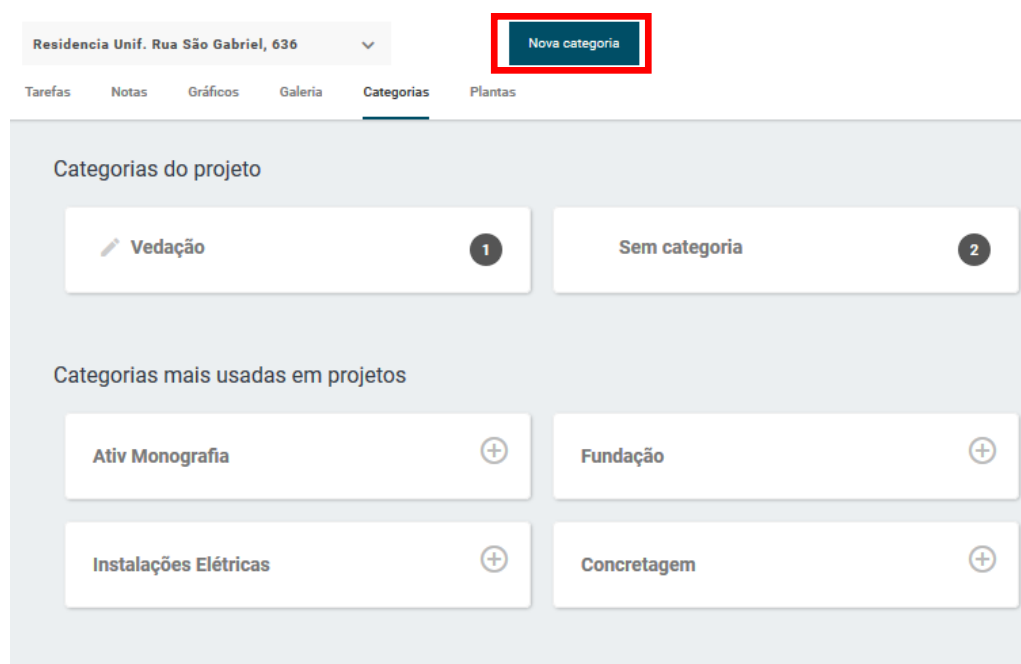 Residencia Unif. Rua São Gabriel, 636
Nova categoria
Tarefas Notas Gráficos Galeria Categorias Plantas
Categorias do projeto
Vedação 1
Sem categoria 2
Categorias mais usadas em projetos
Ativ Monografia
Fundação
Instalações Elétricas
Concretagem